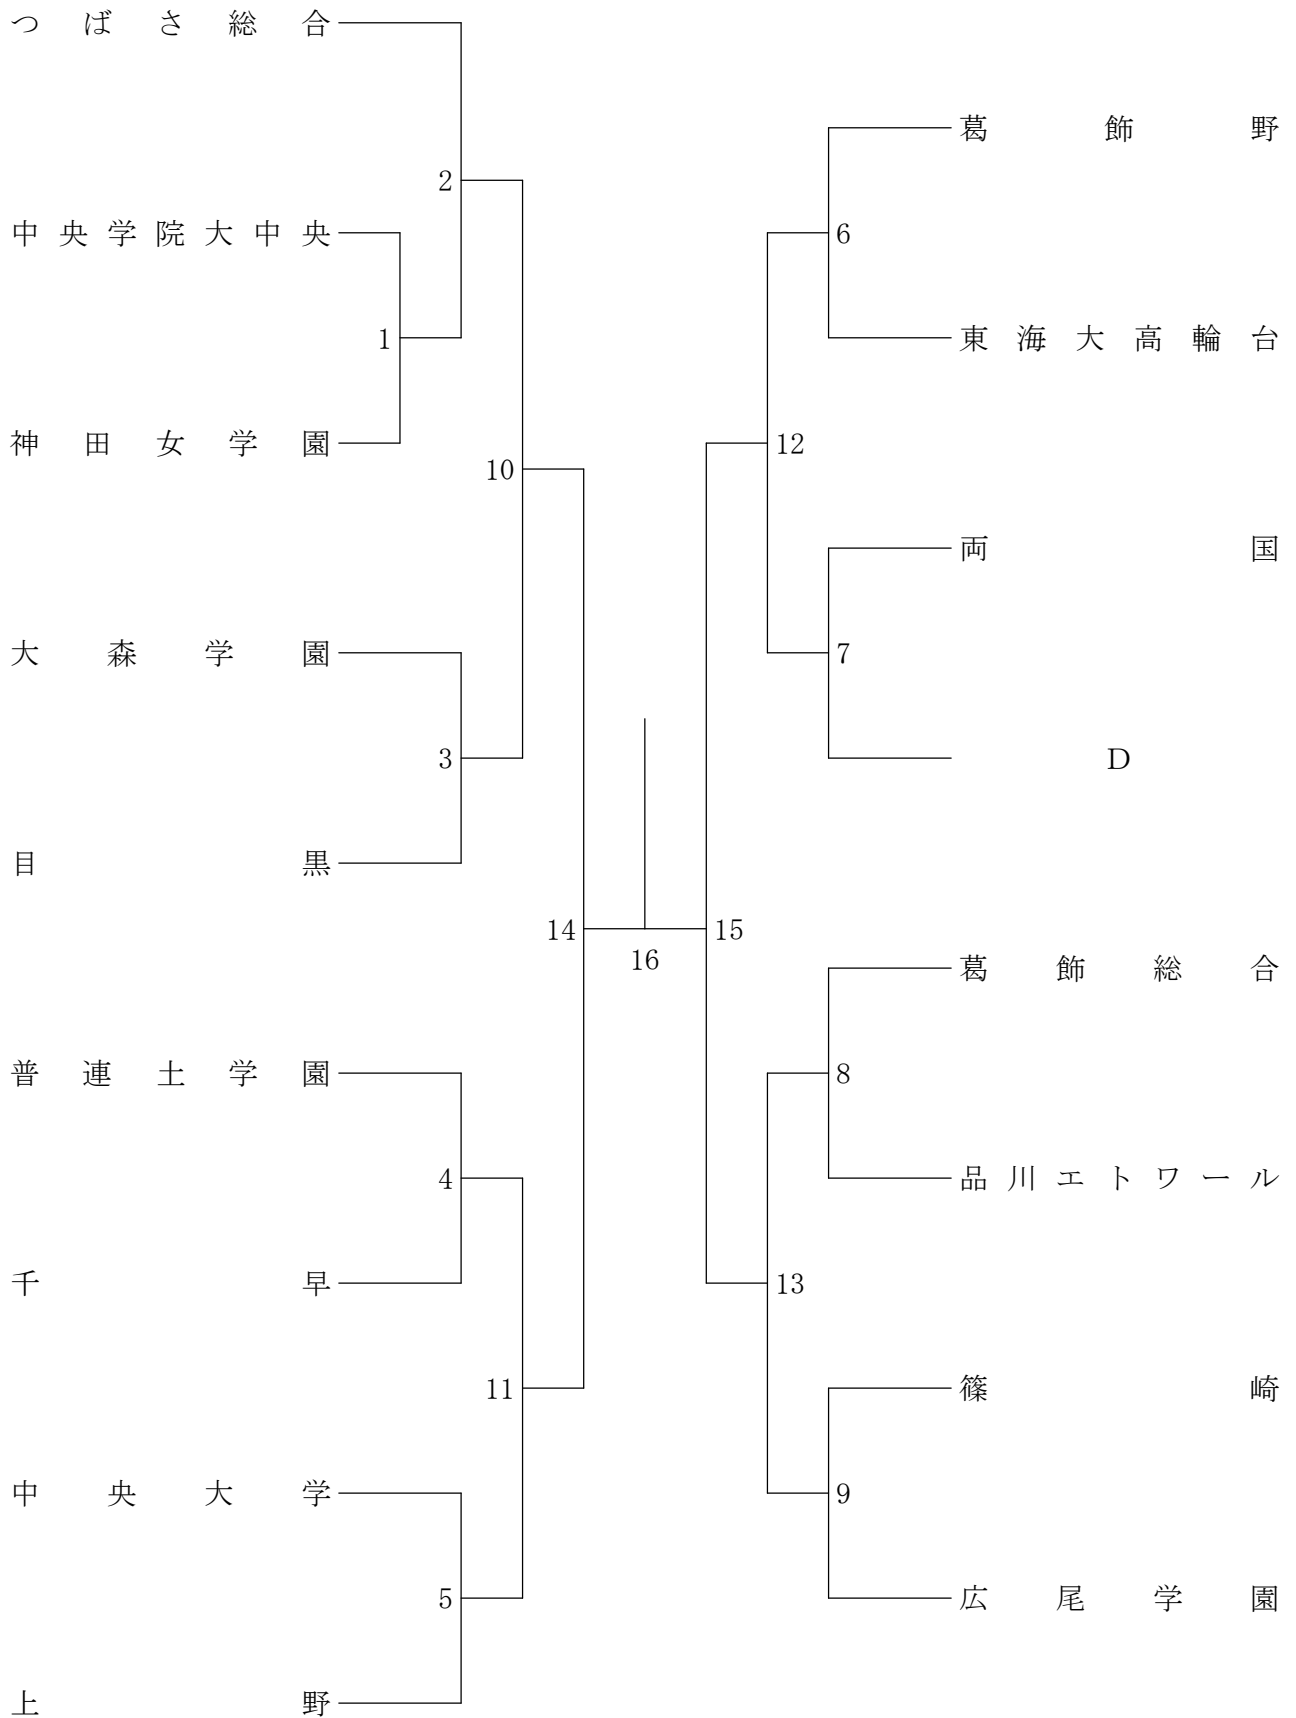 つばさ総合
中央学院大中央
神田女学園
大森学園
目黒
普連土学園
千早
中央大学
上野
2
1
10
3
14
16
15
4
11
5
6
12
7
8
13
9
葛飾野
東海大高輪台
両国
D
葛飾総合
品川エトワール
篠崎
広尾学園